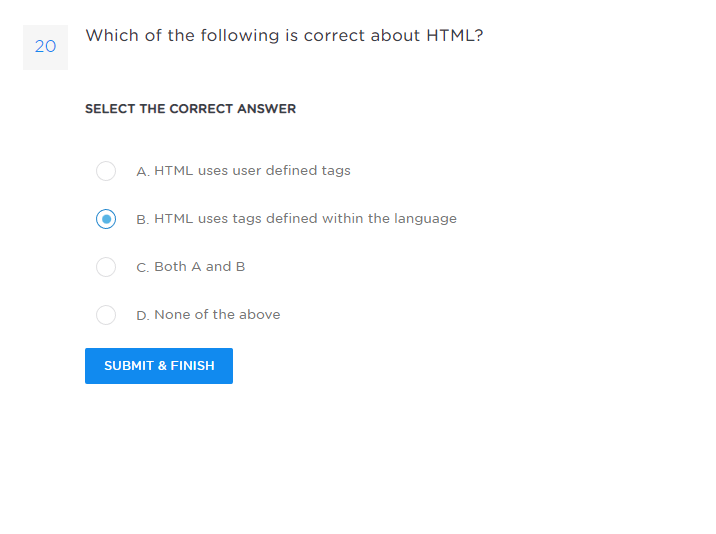 20
Which of the following is correct about HTML?
SELECT THE CORRECT ANSWER
A. HTML uses user defined tags
B. HTML uses tags defined within the language
C. Both A and B
D. None of the above
SUBMIT & FINISH